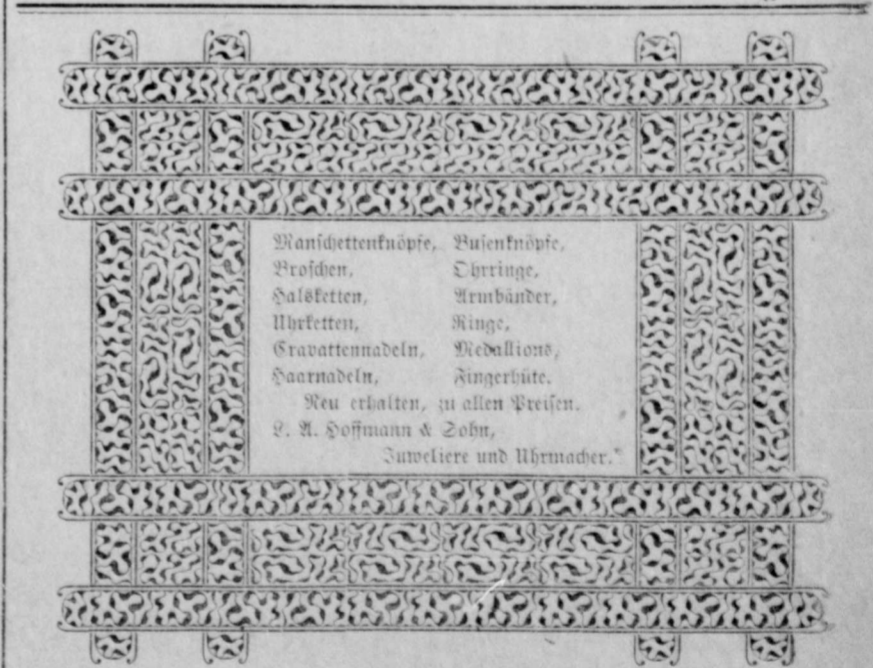 Manschettenknöpfe, Busenknöpfe,
Broschen, Ohrringe,
Halsketten, Armbänder,
Uhrketten, Ringe,
Cravattennadeln, Medallions,
Haarnadeln, Fingerhüte.
Neu erhalten, zu allen Preisen.
L. A. Hoffmann & Sohn,
Juweliere und Uhrmacher.